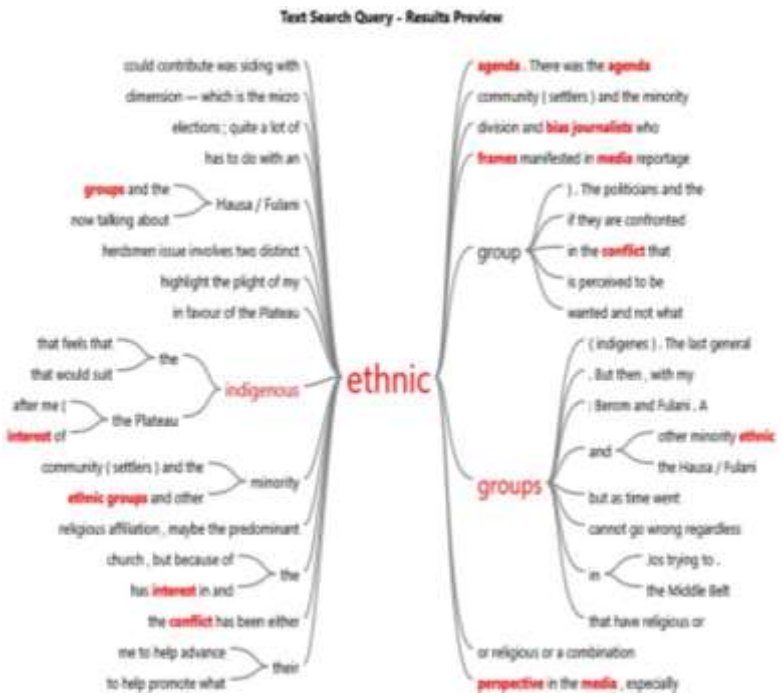 Text Search Query - Results Preview
could contribute was siding with
dimension — which is the micro
elections ; quite a lot of
has to do with an
groups and the
now talking about
Hausa / Fulani
herdsmen issue involves two distinct
highlight the plight of my
in favour of the Plateau
that feels that
that would suit
the
after me (
interest of
the Plateau
indigenous
community ( settlers ) and the
ethnic groups and other
minority
religious affiliation , maybe the predominant
church , but because of
has interest in and
the
the conflict has been either
me to help advance
to help promote what
their
ethnic
agenda . There was the agenda
community ( settlers ) and the minority
division and bias journalists who
frames manifested in media reportage
group
) . The politicians and the
if they are confronted
in the conflict that
is perceived to be
wanted and not what
groups
( indigenes ) . The last general
. But then , with my
: Berom and Fulani . A
and
other minority ethnic
the Hausa / Fulani
but as time went
cannot go wrong regardless
in
Jos trying to .
the Middle Belt
that have religious or
or religious or a combination
perspective in the media , especially